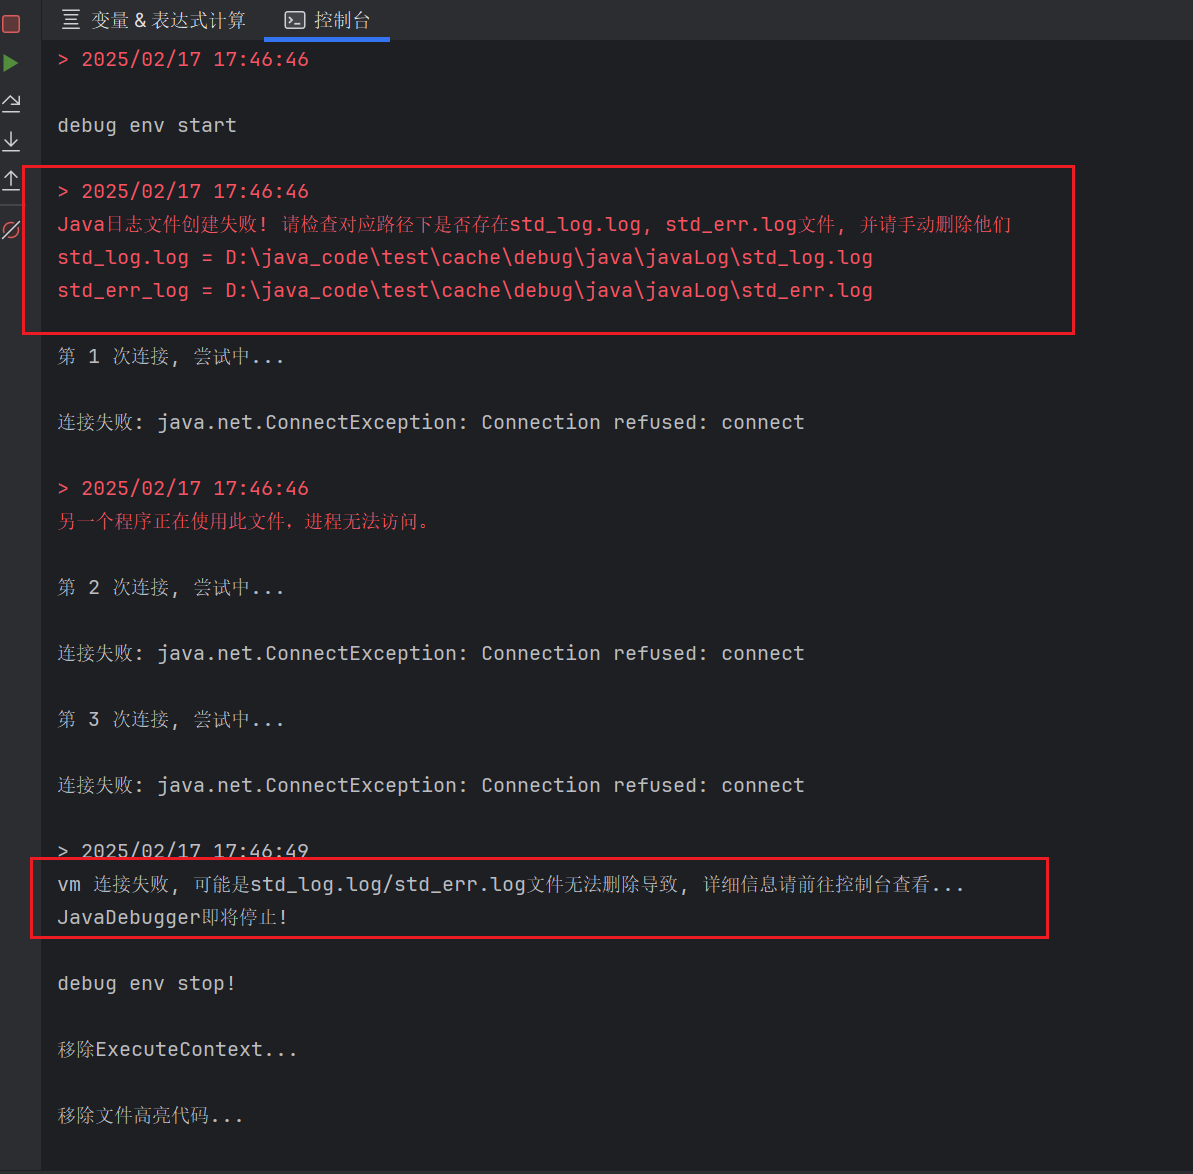 变量 & 表达式计算 控制台
> 2025/02/17 17:46:46
debug env start
> 2025/02/17 17:46:46
Java日志文件创建失败! 请检查对应路径下是否存在std_log.log, std_err.log文件, 并请手动删除他们
std_log.log = D:\java_code\test\cache\debug\java\javaLog\std_log.log
std_err_log = D:\java_code\test\cache\debug\java\javaLog\std_err.log
第 1 次连接, 尝试中...
连接失败: java.net.ConnectException: Connection refused: connect
> 2025/02/17 17:46:46
另一个程序正在使用此文件，进程无法访问。
第 2 次连接, 尝试中...
连接失败: java.net.ConnectException: Connection refused: connect
第 3 次连接, 尝试中...
连接失败: java.net.ConnectException: Connection refused: connect
> 2025/02/17 17:46:49
vm 连接失败, 可能是std_log.log/std_err.log文件无法删除导致, 详细信息请前往控制台查看...
JavaDebugger即将停止!
debug env stop!
移除ExecuteContext...
移除文件高亮代码...